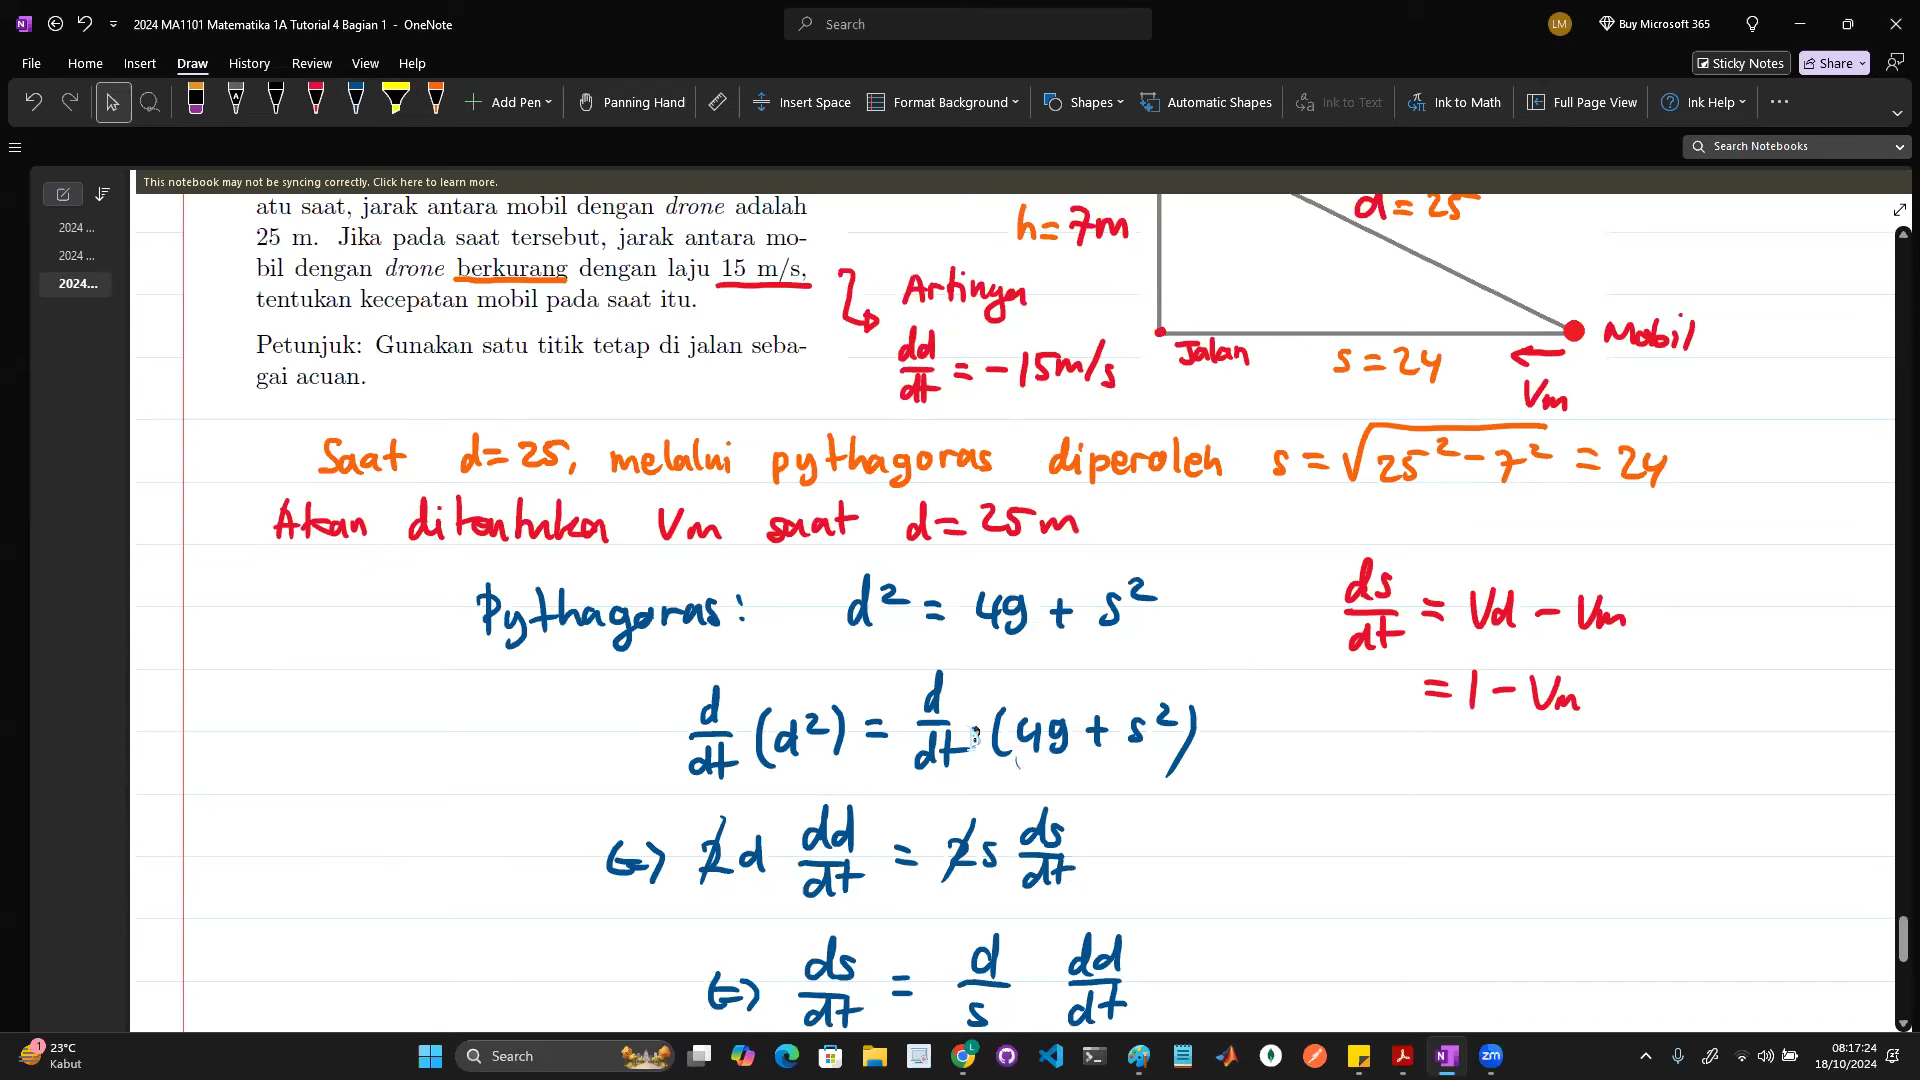 2024 MA1101 Matematika 1A Tutorial 4 Bagian 1 - OneNote
Search
LM
Buy Microsoft 365
File Home Insert Draw History Review View Help
Sticky Notes
Share
Add Pen
Panning Hand
Insert Space
Format Background
Shapes
Automatic Shapes
Ink to Text
Ink to Math
Full Page View
Ink Help
Search Notebooks
This notebook may not be syncing correctly. Click here to learn more.
2024 ...
2024 ...
2024...
atu saat, jarak antara mobil dengan drone adalah
25 m. Jika pada saat tersebut, jarak antara mo-
bil dengan drone berkurang dengan laju 15 m/s,
tentukan kecepatan mobil pada saat itu.
Petunjuk: Gunakan satu titik tetap di jalan seba-
gai acuan.
Artinya
dd/dt = -15m/s
h = 7m
d = 25
Jalan
s = 24
Mobil
Vm
Saat d=25, melalui pythagoras diperoleh s = √25² - 7² = 24
Akan ditentukan Vm saat d = 25 m
Pythagoras: d² = 49 + s²
ds/dt = Vd - Vm
= 1 - Vm
d/dt (d²) = d/dt (49 + s²)
⇔ 2d dd/dt = 2s ds/dt
⇔ ds/dt = d/s dd/dt
1
23°C
Kabut
Search
L
zm
08:17:24
18/10/2024